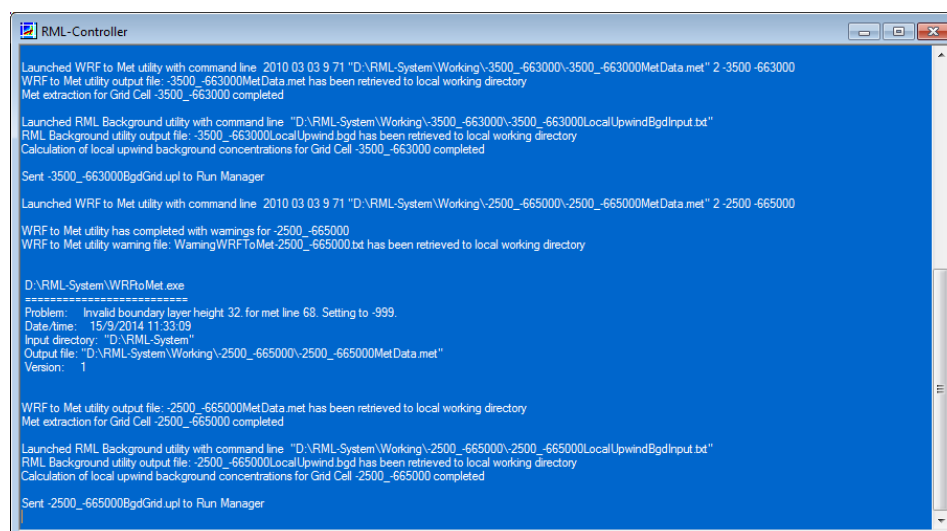 RML-Controller
Launched WRF to Met utility with command line  2010 03 03 9 71 "D:\RML-System\Working\-3500_-663000\-3500_-663000MetData.met" 2 -3500 -663000
WRF to Met utility output file: -3500_-663000MetData.met has been retrieved to local working directory
Met extraction for Grid Cell -3500_-663000 completed
Launched RML Background utility with command line  "D:\RML-System\Working\-3500_-663000\-3500_-663000LocalUpwindBgdInput.txt"
RML Background utility output file: -3500_-663000LocalUpwind.bgd has been retrieved to local working directory
Calculation of local upwind background concentrations for Grid Cell -3500_-663000 completed
Sent -3500_-663000BgdGrid.upl to Run Manager
Launched WRF to Met utility with command line  2010 03 03 9 71 "D:\RML-System\Working\-2500_-665000\-2500_-665000MetData.met" 2 -2500 -665000
WRF to Met utility has completed with warnings for -2500_-665000
WRF to Met utility warning file: WarningWRFToMet-2500_-665000.txt has been retrieved to local working directory
D:\RML-System\WRFtoMet.exe
===========================
Problem:    Invalid boundary layer height 32. for met line 68. Setting to -999.
Date/time:    15/9/2014 11:33:09
Input directory:  "D:\RML-System"
Output file: "D:\RML-System\Working\-2500_-665000\-2500_-665000MetData.met"
Version:    1
WRF to Met utility output file: -2500_-665000MetData.met has been retrieved to local working directory
Met extraction for Grid Cell -2500_-665000 completed
Launched RML Background utility with command line  "D:\RML-System\Working\-2500_-665000\-2500_-665000LocalUpwindBgdInput.txt"
RML Background utility output file: -2500_-665000LocalUpwind.bgd has been retrieved to local working directory
Calculation of local upwind background concentrations for Grid Cell -2500_-665000 completed
Sent -2500_-665000BgdGrid.upl to Run Manager